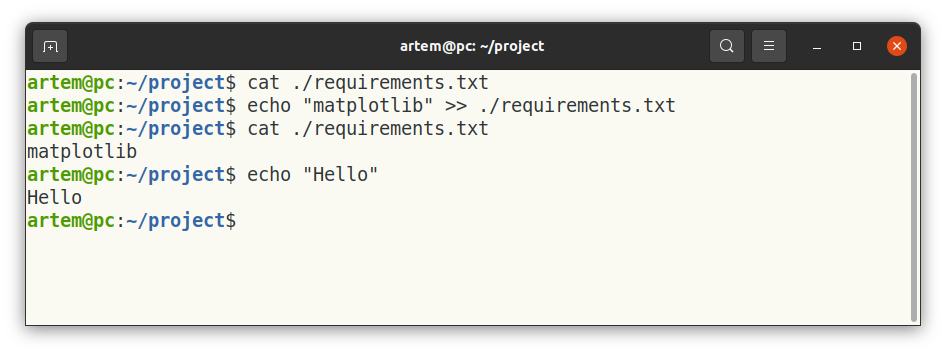 artem@pc: ~/project
artem@pc:~/project$ cat ./requirements.txt
artem@pc:~/project$ echo "matplotlib" >> ./requirements.txt
artem@pc:~/project$ cat ./requirements.txt
matplotlib
artem@pc:~/project$ echo "Hello"
Hello
artem@pc:~/project$